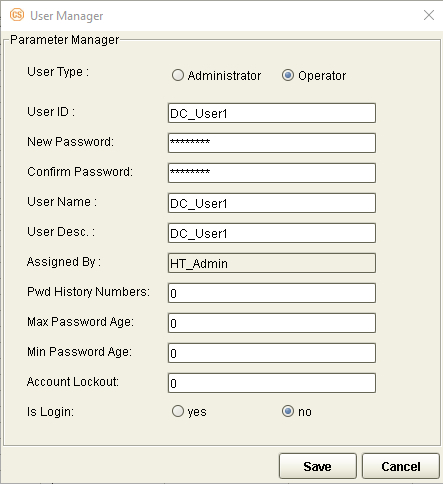 CS User Manager
Parameter Manager
User Type : Administrator Operator
User ID : DC_User1
New Password: ********
Confirm Password: ********
User Name : DC_User1
User Desc. : DC_User1
Assigned By : HT_Admin
Pwd History Numbers: 0
Max Password Age: 0
Min Password Age: 0
Account Lockout: 0
Is Login: yes no
Save Cancel